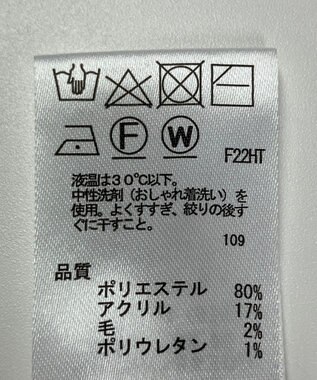 F W F22HT
液温は30℃以下。
中性洗剤(おしゃれ着洗い)を
使用。よくすすぎ、絞りの後す
ぐに干すこと。
109
品質
ポリエステル 80%
アクリル 17%
毛 2%
ポリウレタン 1%